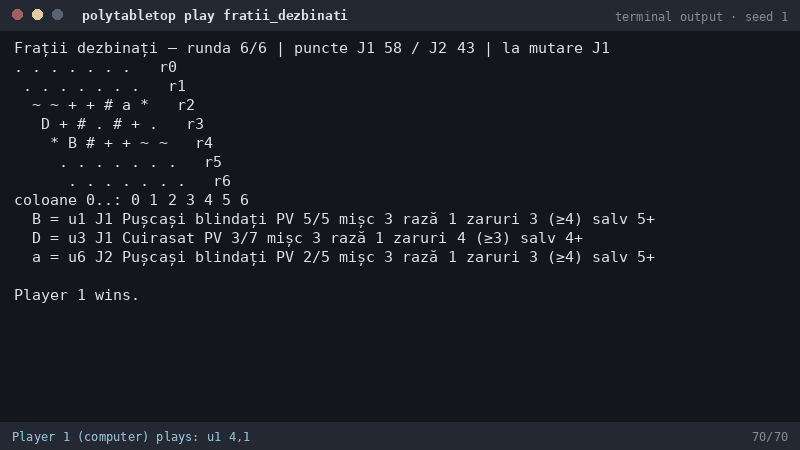 polytabletop play fratii_dezbinati
terminal output · seed 1
Frații dezbinați — runda 6/6 | puncte J1 58 / J2 43 | la mutare J1
. . . . . . .   r0
 . . . . . . .   r1
  ~ ~ + + # a *   r2
   D + # . # + .   r3
    * B # + + ~ ~   r4
     . . . . . . .   r5
      . . . . . . .   r6
coloane 0..: 0 1 2 3 4 5 6
  B = u1 J1 Pușcași blindați PV 5/5 mișc 3 rază 1 zaruri 3 (≥4) salv 5+
  D = u3 J1 Cuirasat PV 3/7 mișc 3 rază 1 zaruri 4 (≥3) salv 4+
  a = u6 J2 Pușcași blindați PV 2/5 mișc 3 rază 1 zaruri 3 (≥4) salv 5+
Player 1 wins.
Player 1 (computer) plays: u1 4,1
70/70